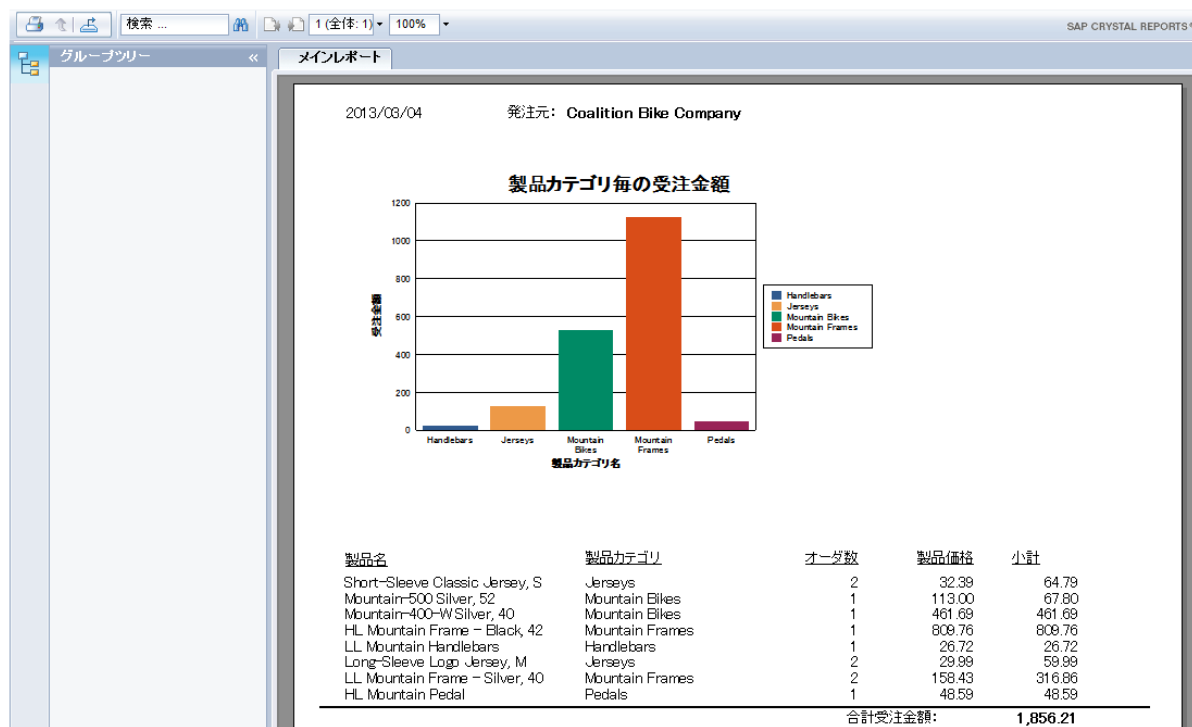 検索 ... 1 (全体: 1) 100% SAP CRYSTAL REPORTS®
グループツリー «
メインレポート
2013/03/04 発注元: Coalition Bike Company
製品カテゴリ毎の受注金額
受注金額
1200
1000
800
600
400
200
0
Handlebars
Jerseys
Mountain Bikes
Mountain Frames
Pedals
Handlebars Jerseys Mountain Mountain Pedals
Bikes Frames
製品カテゴリ名
製品名 製品カテゴリ オーダ数 製品価格 小計
Short-Sleeve Classic Jersey, S Jerseys 2 32.39 64.79
Mountain-500 Silver, 52 Mountain Bikes 1 113.00 67.80
Mountain-400-W Silver, 40 Mountain Bikes 1 461.69 461.69
HL Mountain Frame - Black, 42 Mountain Frames 1 809.76 809.76
LL Mountain Handlebars Handlebars 1 26.72 26.72
Long-Sleeve Logo Jersey, M Jerseys 2 29.99 59.99
LL Mountain Frame - Silver, 40 Mountain Frames 2 158.43 316.86
HL Mountain Pedal Pedals 1 48.59 48.59
合計受注金額: 1,856.21